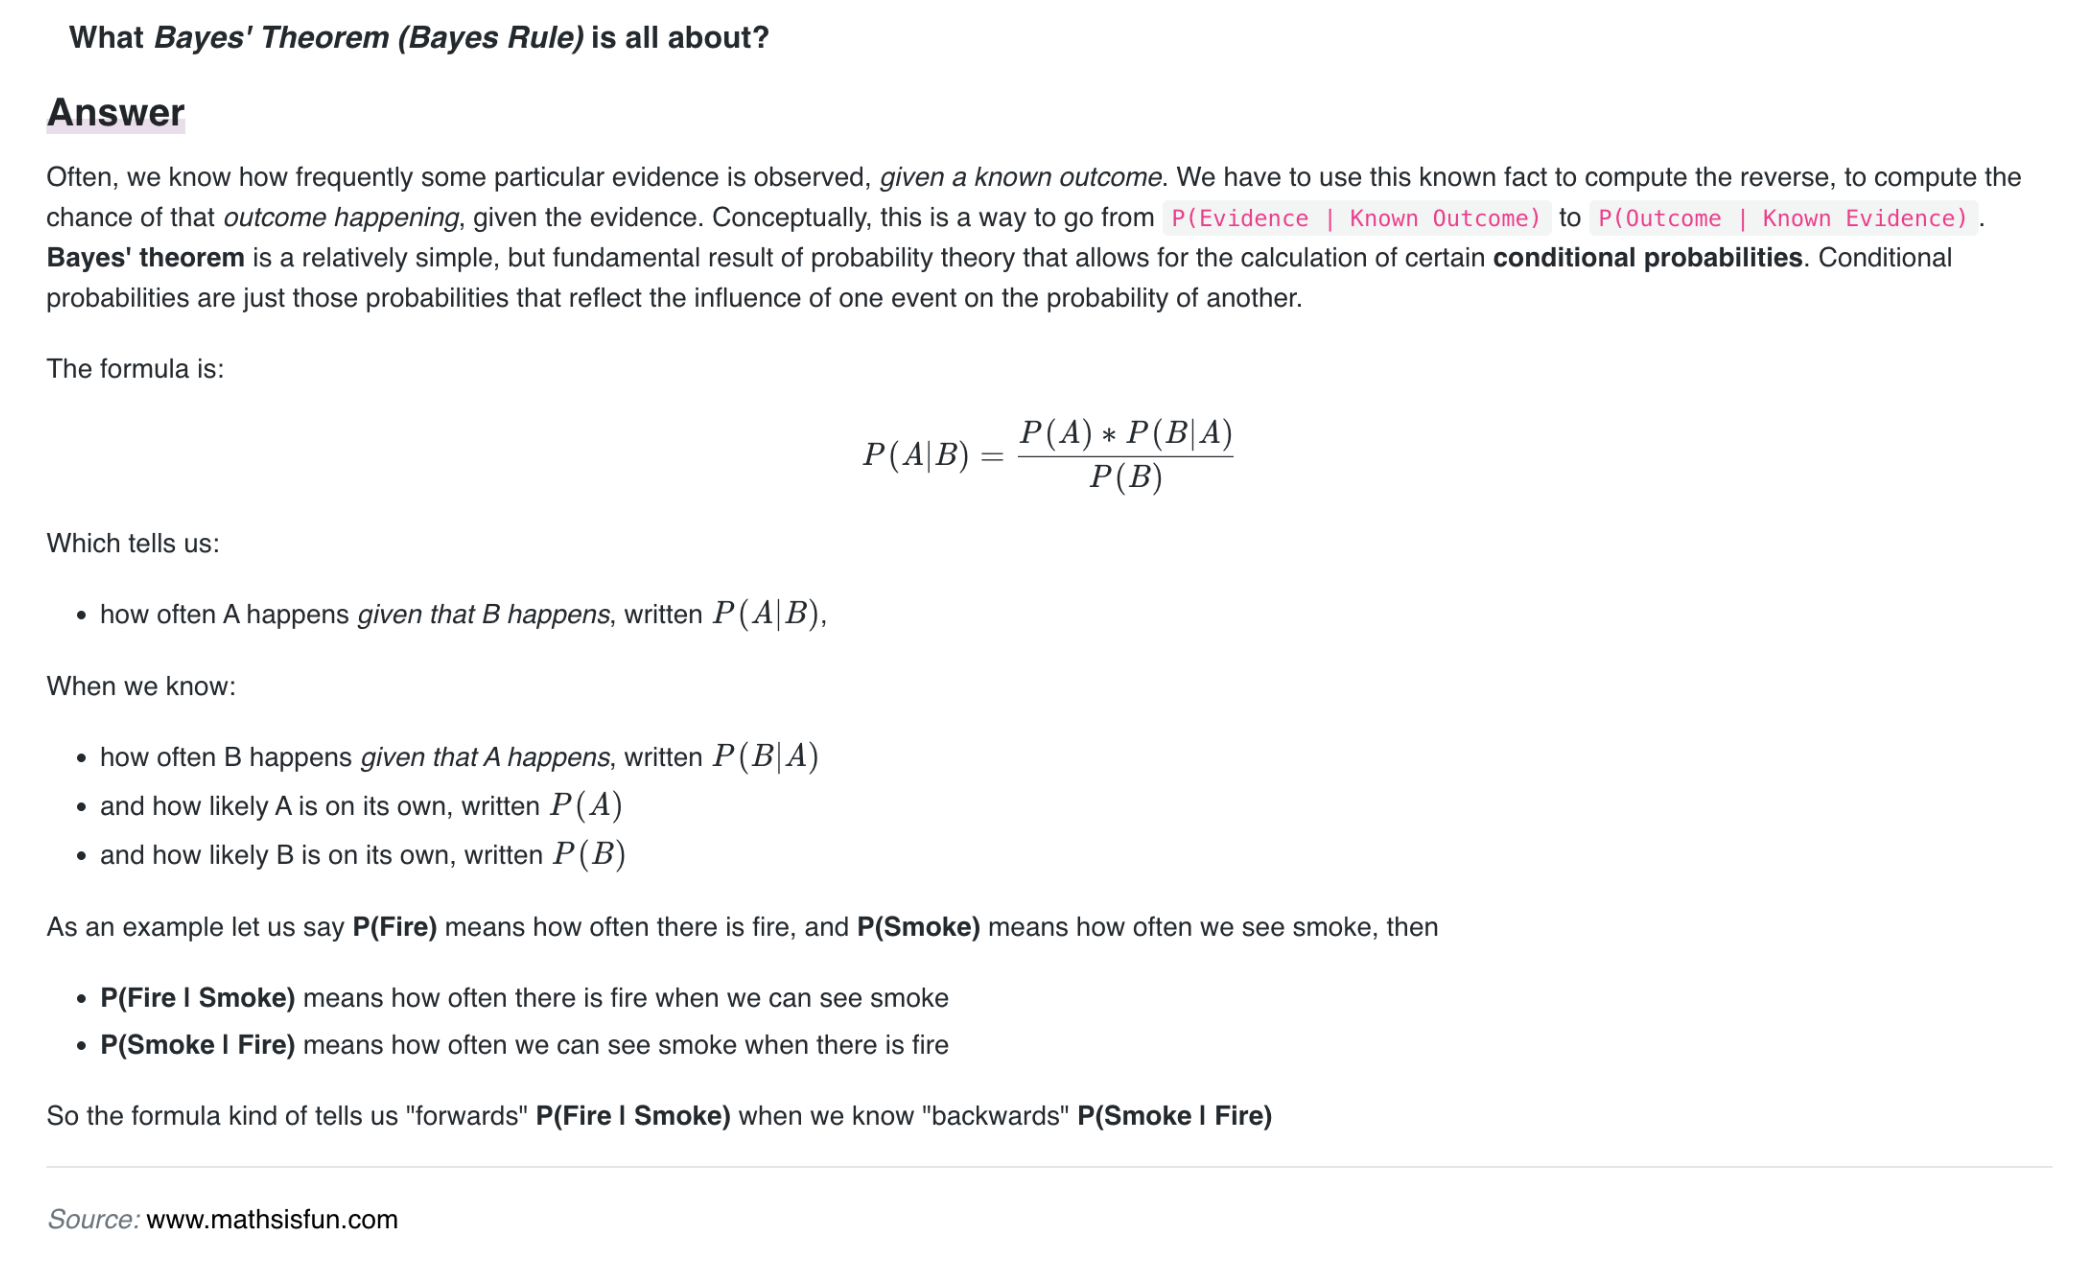 What Bayes' Theorem (Bayes Rule) is all about?
Answer
Often, we know how frequently some particular evidence is observed, given a known outcome. We have to use this known fact to compute the reverse, to compute the
chance of that outcome happening, given the evidence. Conceptually, this is a way to go from P(Evidence | Known Outcome) to P(Outcome | Known Evidence) .
Bayes' theorem is a relatively simple, but fundamental result of probability theory that allows for the calculation of certain conditional probabilities. Conditional
probabilities are just those probabilities that reflect the influence of one event on the probability of another.
The formula is:
P(A|B) = \frac{P(A) * P(B|A)}{P(B)}
Which tells us:
• how often A happens given that B happens, written P(A|B),
When we know:
• how often B happens given that A happens, written P(B|A)
• and how likely A is on its own, written P(A)
• and how likely B is on its own, written P(B)
As an example let us say P(Fire) means how often there is fire, and P(Smoke) means how often we see smoke, then
• P(Fire | Smoke) means how often there is fire when we can see smoke
• P(Smoke | Fire) means how often we can see smoke when there is fire
So the formula kind of tells us "forwards" P(Fire | Smoke) when we know "backwards" P(Smoke | Fire)
Source: www.mathsisfun.com